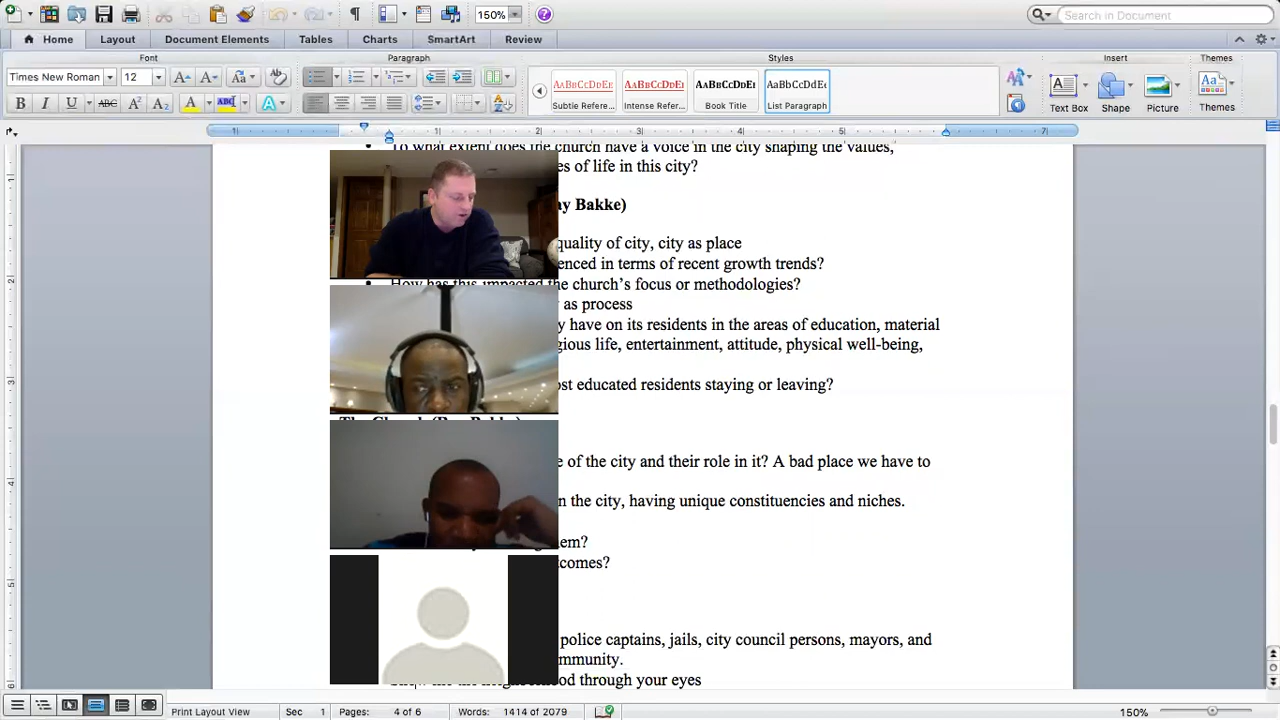 150%
Search in Document
Home Layout Document Elements Tables Charts SmartArt Review
Font Paragraph Styles Insert Themes
Times New Roman 12
AaBbCcDdEe AaBbCcDdEe AaBbCcDdEe AaBbCcDdEe
Subtle Refere... Intense Refer... Book Title List Paragraph
Text Box Shape Picture Themes
To what extent does the church have a voice in the city shaping the values,
es of life in this city?
ay Bakke)
quality of city, city as place
enced in terms of recent growth trends?
How has this impacted the church's focus or methodologies?
as process
y have on its residents in the areas of education, material
gious life, entertainment, attitude, physical well-being,
ost educated residents staying or leaving?
e of the city and their role in it? A bad place we have to
n the city, having unique constituencies and niches.
em?
comes?
police captains, jails, city council persons, mayors, and
mmunity.
through your eyes
Print Layout View Sec 1 Pages: 4 of 6 Words: 1414 of 2079 150%